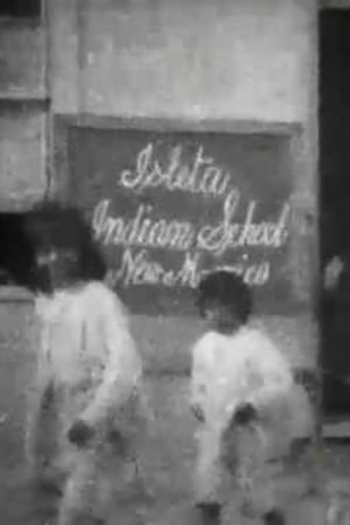 Isleta,
Indian School
New Mexico